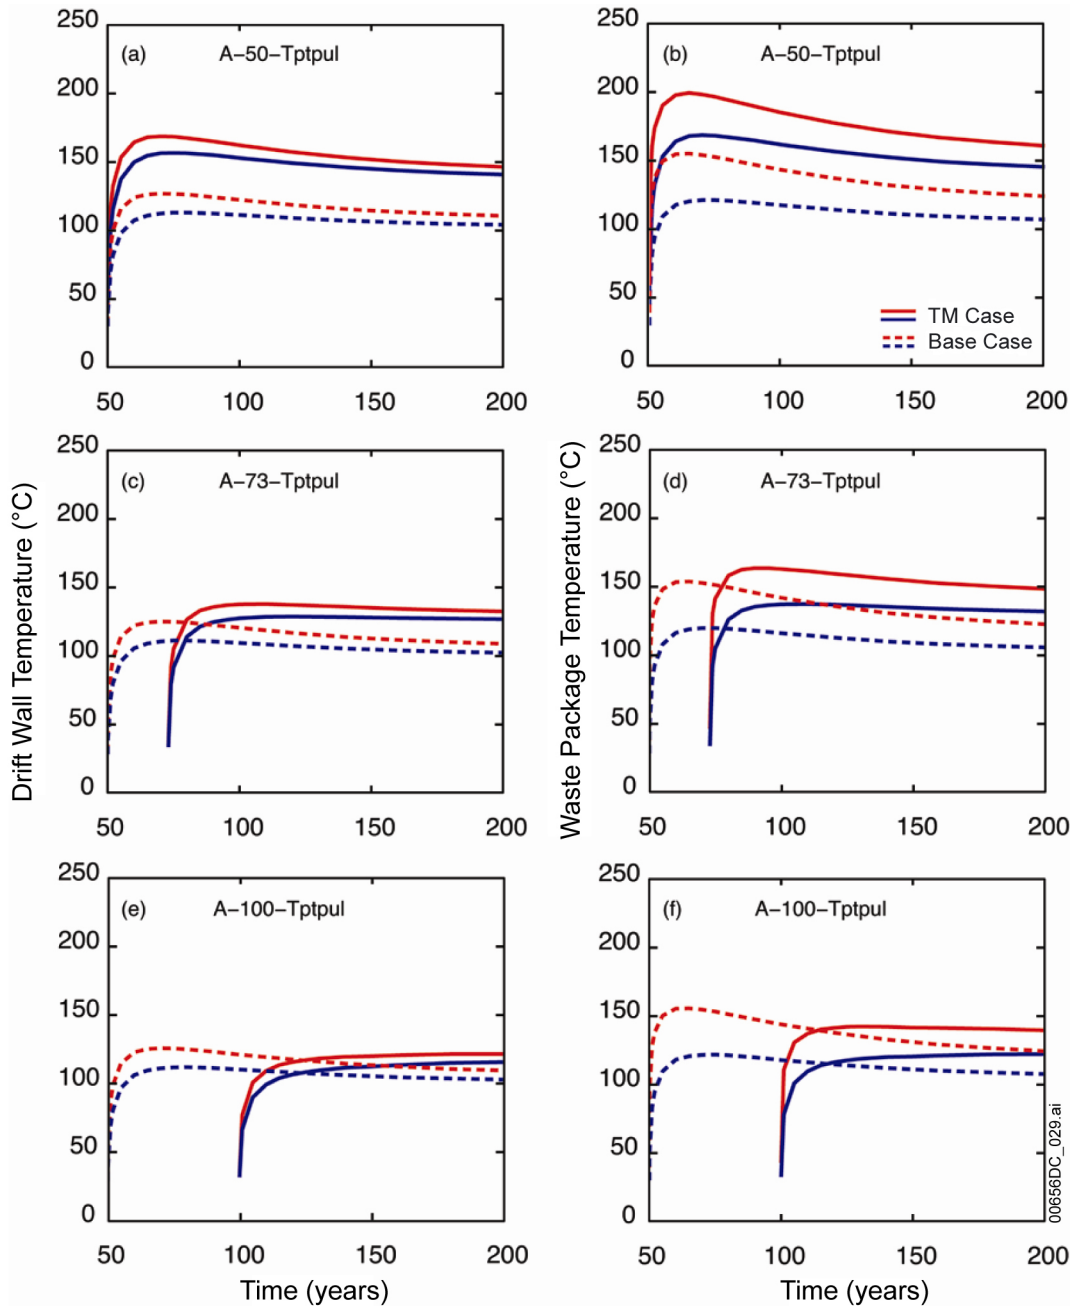 (a) A–50–Tptpul
250
200
150
100
50
0
50 100 150 200
(b) A–50–Tptpul
250
200
150
100
50
0
TM Case
Base Case
50 100 150 200
Drift Wall Temperature (°C)
(c) A–73–Tptpul
250
200
150
100
50
0
50 100 150 200
Waste Package Temperature (°C)
(d) A–73–Tptpul
250
200
150
100
50
0
50 100 150 200
(e) A–100–Tptpul
250
200
150
100
50
0
50 100 150 200
Time (years)
(f) A–100–Tptpul
250
200
150
100
50
0
50 100 150 200
Time (years)
00656DC_029.ai